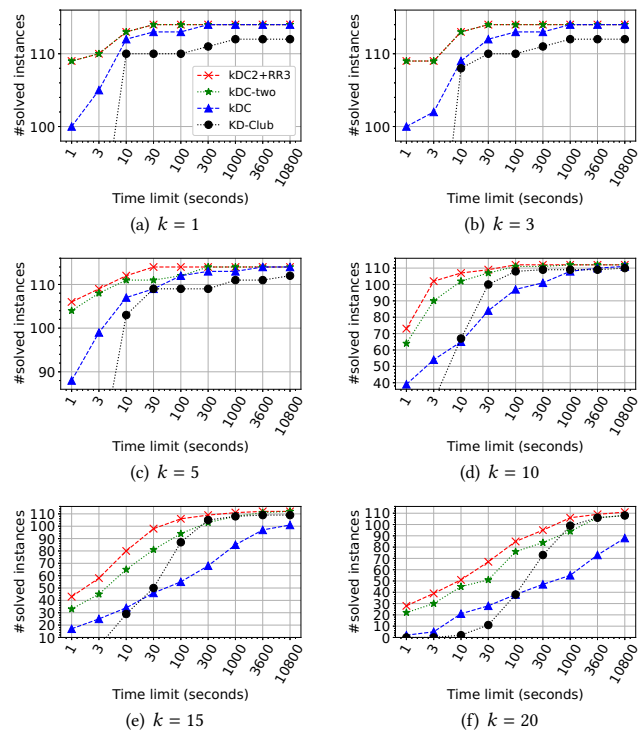 #solved instances
110
100
kDC2+RR3
kDC-two
kDC
KD-Club
1 3 10 30 100 300 1000 3600 10800
Time limit (seconds)
(a) k = 1
#solved instances
110
100
1 3 10 30 100 300 1000 3600 10800
Time limit (seconds)
(b) k = 3
#solved instances
110
100
90
1 3 10 30 100 300 1000 3600 10800
Time limit (seconds)
(c) k = 5
#solved instances
110
100
90
80
70
60
50
40
1 3 10 30 100 300 1000 3600 10800
Time limit (seconds)
(d) k = 10
#solved instances
110
100
90
80
70
60
50
40
30
20
10
1 3 10 30 100 300 1000 3600 10800
Time limit (seconds)
(e) k = 15
#solved instances
110
100
90
80
70
60
50
40
30
20
10
0
1 3 10 30 100 300 1000 3600 10800
Time limit (seconds)
(f) k = 20